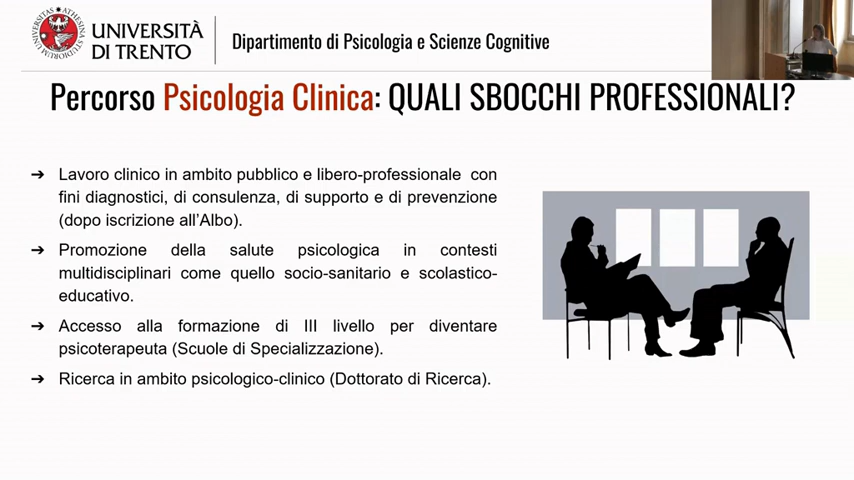 UNIVERSITÀ
DI TRENTO
Dipartimento di Psicologia e Scienze Cognitive
Percorso Psicologia Clinica: QUALI SBOCCHI PROFESSIONALI?
➔ Lavoro clinico in ambito pubblico e libero-professionale con
fini diagnostici, di consulenza, di supporto e di prevenzione
(dopo iscrizione all'Albo).
➔ Promozione della salute psicologica in contesti
multidisciplinari come quello socio-sanitario e scolastico-
educativo.
➔ Accesso alla formazione di III livello per diventare
psicoterapeuta (Scuole di Specializzazione).
➔ Ricerca in ambito psicologico-clinico (Dottorato di Ricerca).